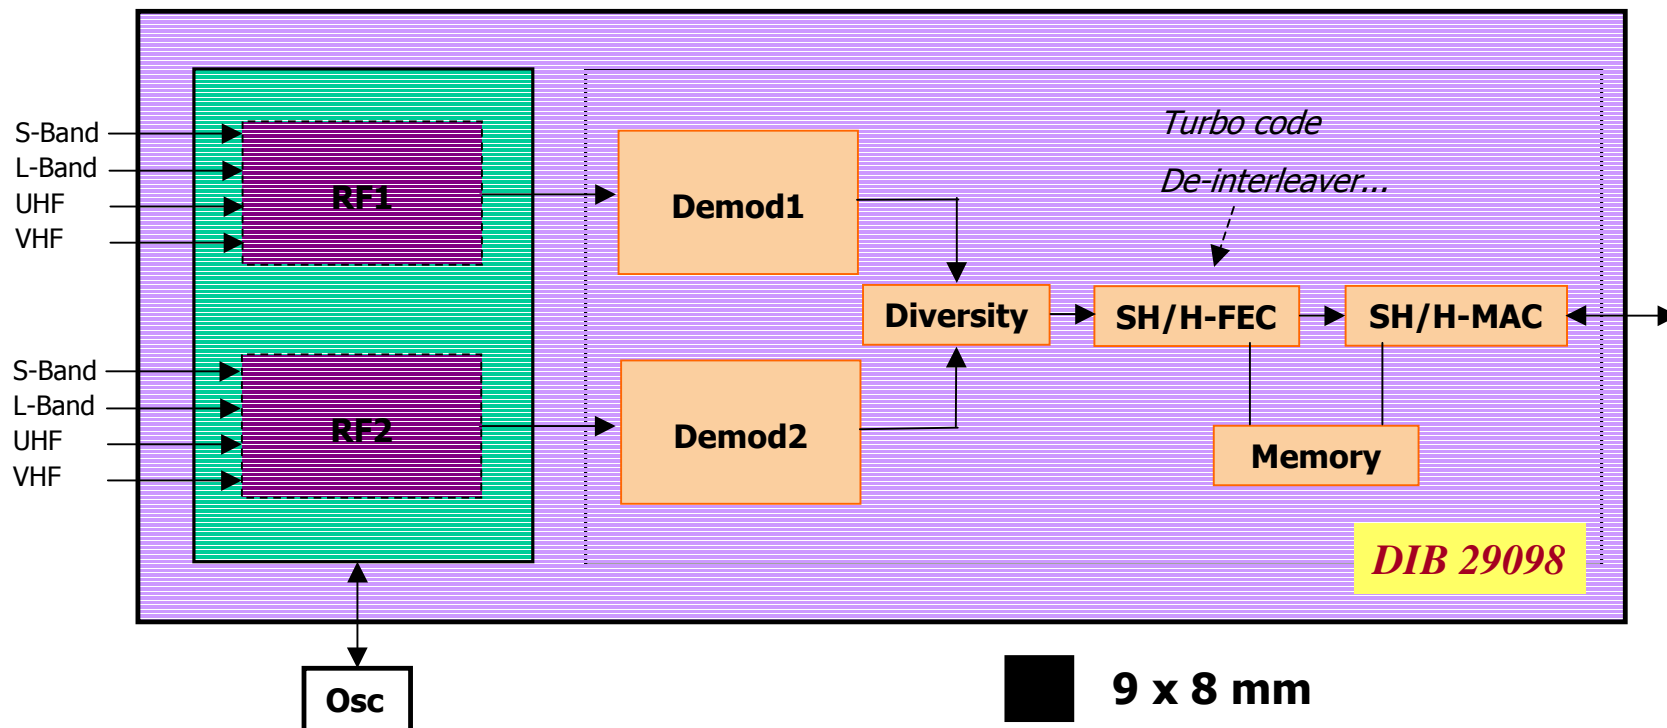 S-Band
L-Band
UHF
VHF
RF1
Demod1
Turbo code
De-interleaver...
Diversity
SH/H-FEC
SH/H-MAC
S-Band
L-Band
UHF
VHF
RF2
Demod2
Memory
DIB 29098
Osc
9 x 8 mm